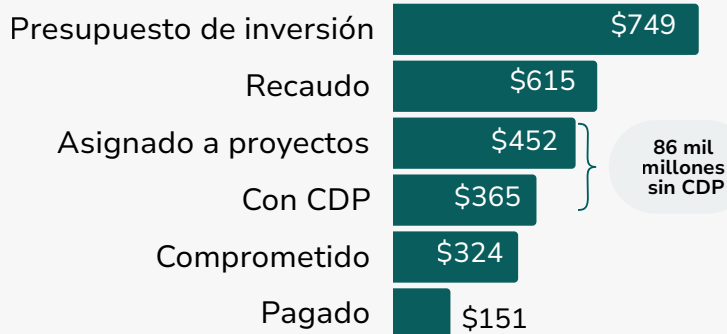 Presupuesto de inversión $749
Recaudo $615
Asignado a proyectos $452
86 mil
millones
sin CDP
Con CDP $365
Comprometido $324
Pagado $151